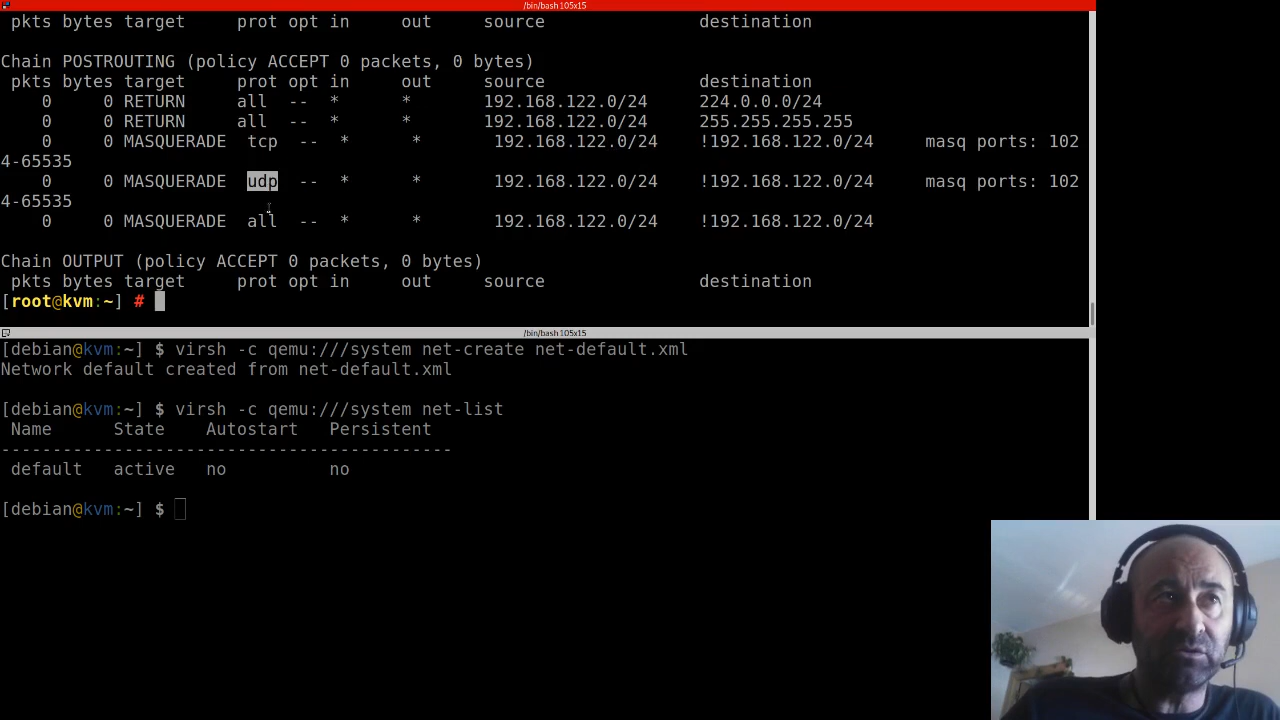 /bin/bash 105x15
pkts bytes target prot opt in out source destination
Chain POSTROUTING (policy ACCEPT 0 packets, 0 bytes)
pkts bytes target prot opt in out source destination
0 0 RETURN all -- * * 192.168.122.0/24 224.0.0.0/24
0 0 RETURN all -- * * 192.168.122.0/24 255.255.255.255
0 0 MASQUERADE tcp -- * * 192.168.122.0/24 !192.168.122.0/24 masq ports: 102
4-65535
0 0 MASQUERADE udp -- * * 192.168.122.0/24 !192.168.122.0/24 masq ports: 102
4-65535
0 0 MASQUERADE all -- * * 192.168.122.0/24 !192.168.122.0/24
Chain OUTPUT (policy ACCEPT 0 packets, 0 bytes)
pkts bytes target prot opt in out source destination
[root@kvm:~] #
/bin/bash 105x15
[debian@kvm:~] $ virsh -c qemu:///system net-create net-default.xml
Network default created from net-default.xml
[debian@kvm:~] $ virsh -c qemu:///system net-list
Name State Autostart Persistent
--------------------------------------------
default active no no
[debian@kvm:~] $